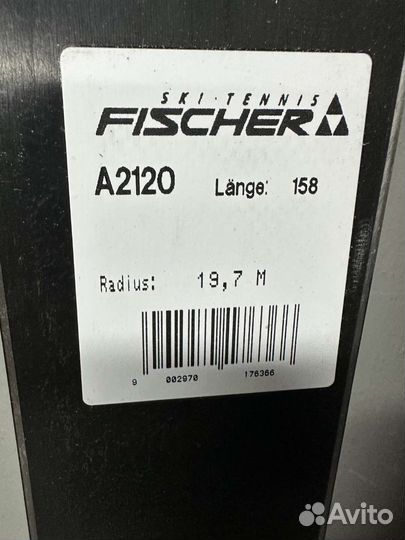 SKI·TENNIS
FISCHER
A2120 Länge: 158
Radius: 19,7 M
9 002970 176366
Avito